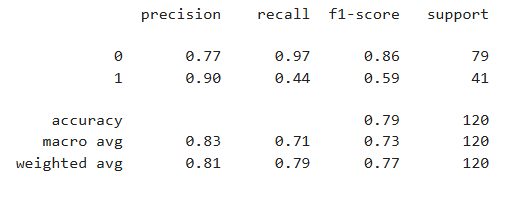 precision recall f1-score support
0 0.77 0.97 0.86 79
1 0.90 0.44 0.59 41
accuracy 0.79 120
macro avg 0.83 0.71 0.73 120
weighted avg 0.81 0.79 0.77 120